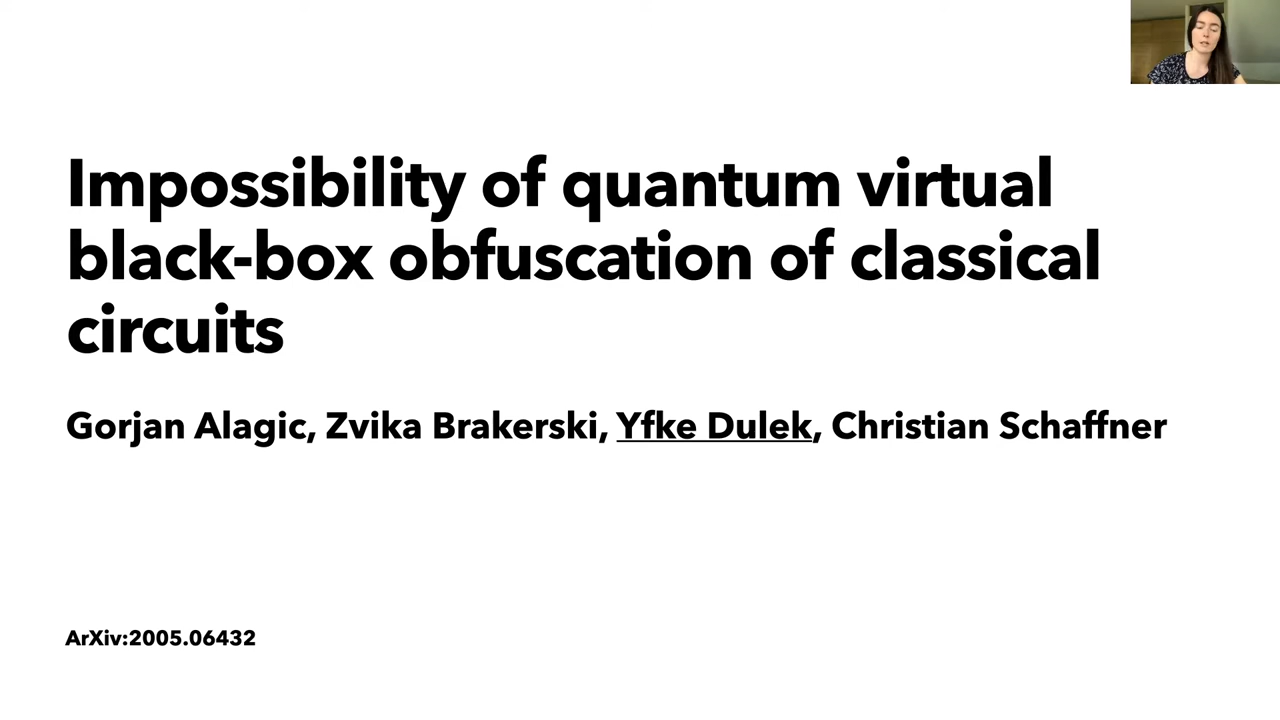 Impossibility of quantum virtual
black-box obfuscation of classical
circuits
Gorjan Alagic, Zvika Brakerski, Yfke Dulek, Christian Schaffner
ArXiv:2005.06432